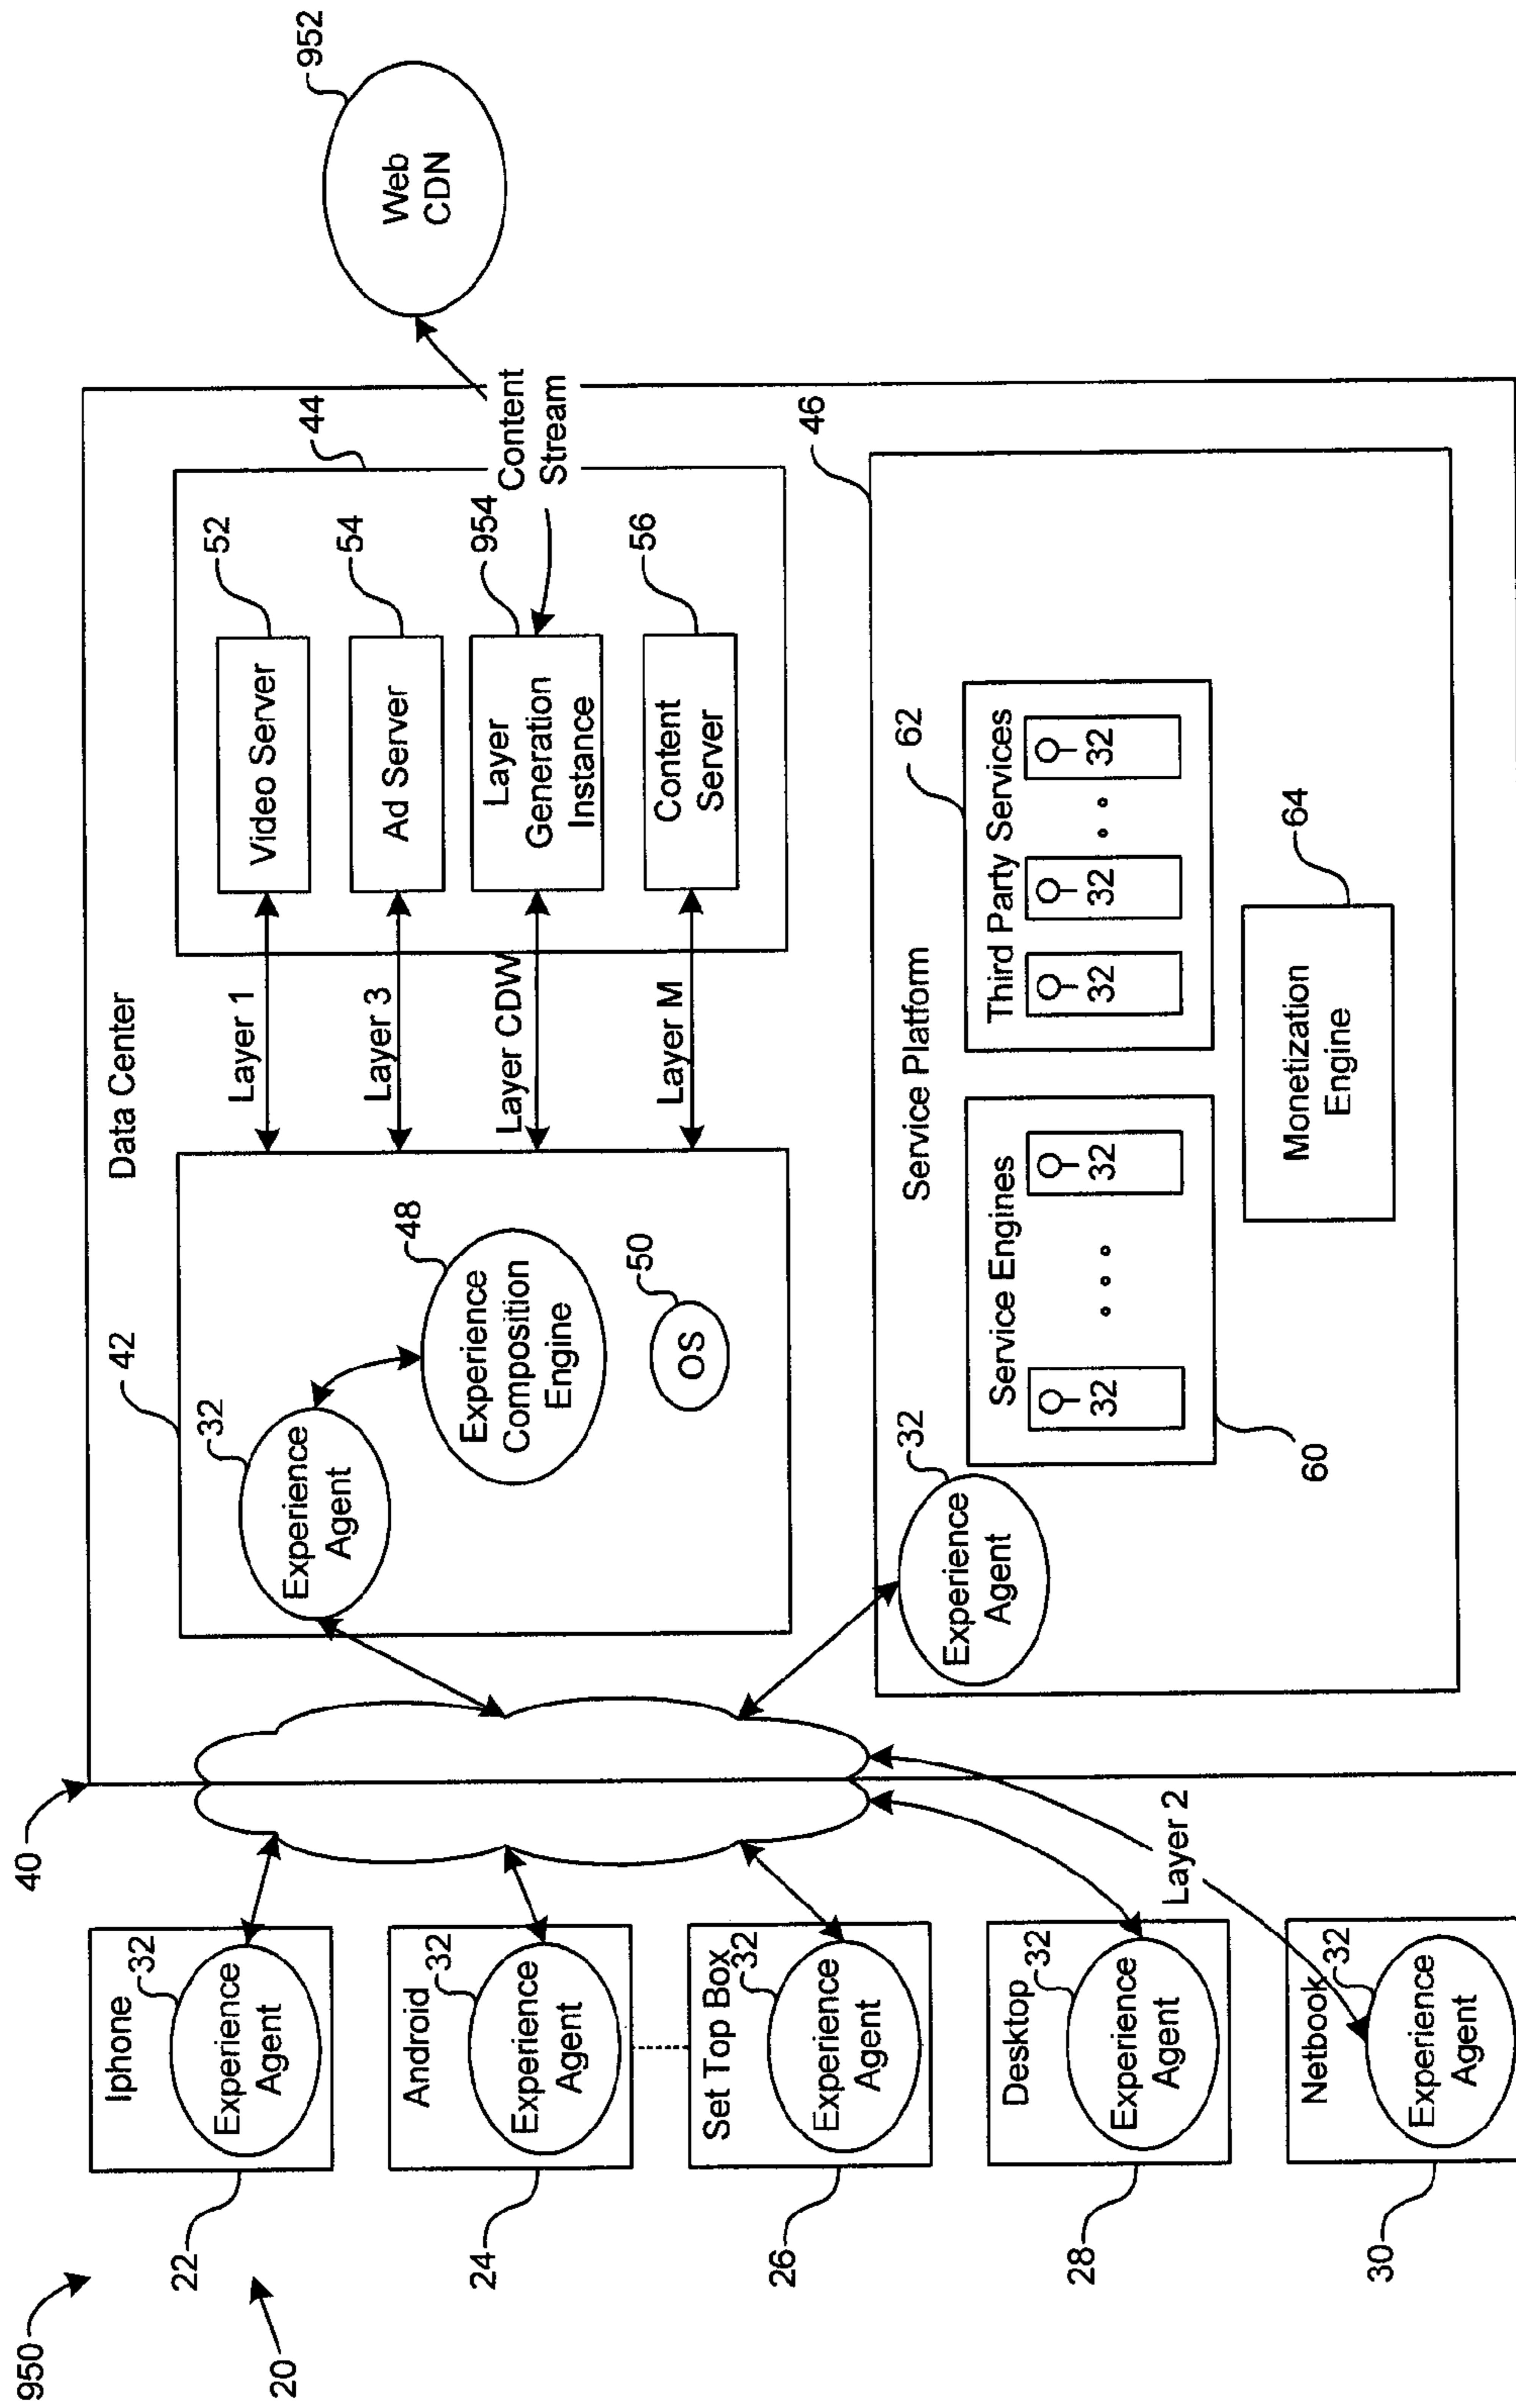 950
20
22
Iphone
32
Experience
Agent
24
Android
32
Experience
Agent
26
Set Top Box
32
Experience
Agent
28
Desktop
32
Experience
Agent
30
Netbook
32
Experience
Agent
Layer 2
40
Data Center
42
32
Experience
Agent
48
Experience
Composition
Engine
50
OS
Layer 1
Layer 3
Layer CDW
Layer M
44
Video Server
52
Ad Server
54
Layer
Generation
Instance
954
Content
Server
56
Content
Stream
Web
CDN
952
46
Service Platform
32
Experience
Agent
Service Engines
32
32
60
Third Party Services
32
32
32
62
Monetization
Engine
64